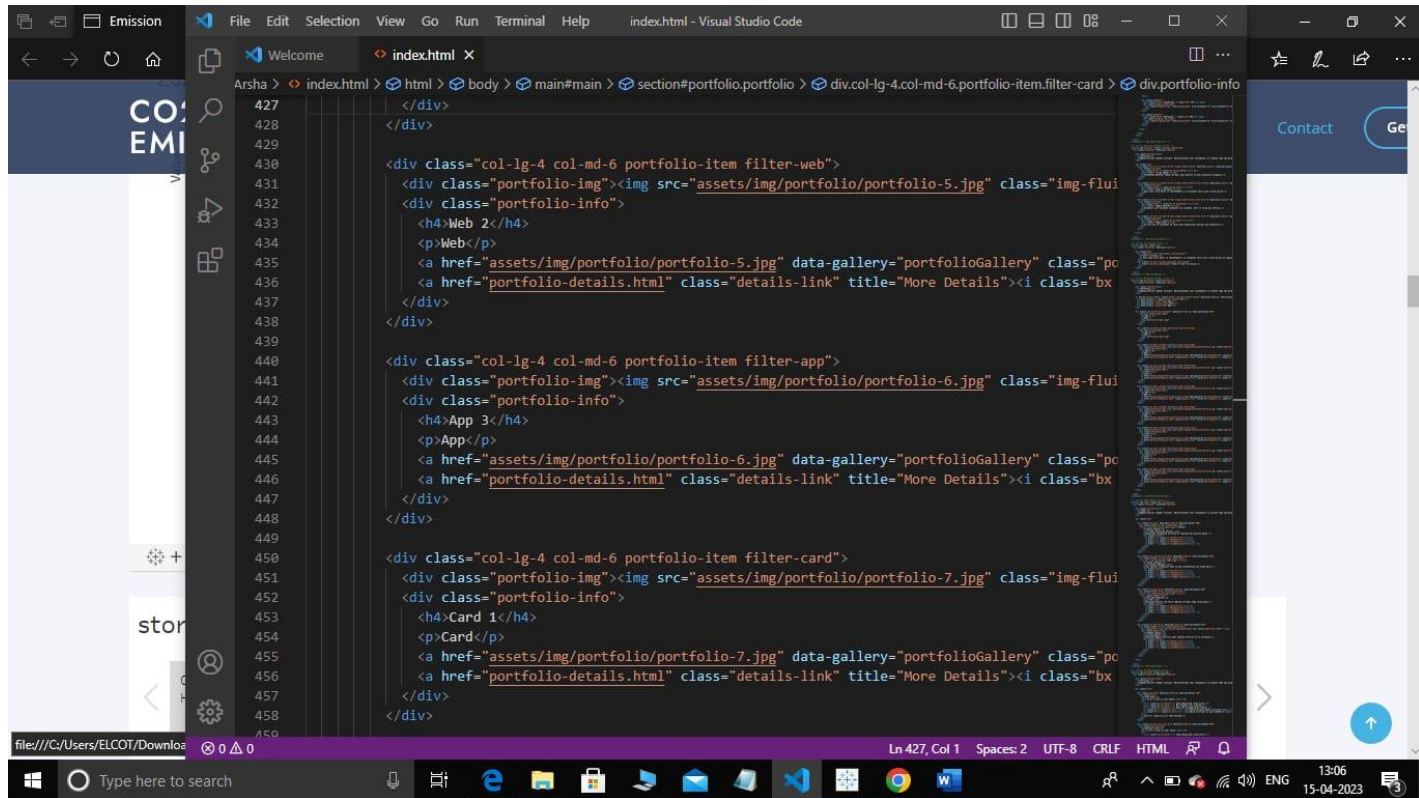 Emission
File Edit Selection View Go Run Terminal Help index.html - Visual Studio Code
Welcome index.html
Arsha > index.html > html > body > main#main > section#portfolio.portfolio > div.col-lg-4.col-md-6.portfolio-item.filter-card > div.portfolio-info
CO
EMI
Contact Ge
427 </div>
428 </div>
429
430 <div class="col-lg-4 col-md-6 portfolio-item filter-web">
431 <div class="portfolio-img"><img src="assets/img/portfolio/portfolio-5.jpg" class="img-flui
432 <div class="portfolio-info">
433 <h4>Web 2</h4>
434 <p>Web</p>
435 <a href="assets/img/portfolio/portfolio-5.jpg" data-gallery="portfolioGallery" class="po
436 <a href="portfolio-details.html" class="details-link" title="More Details"><i class="bx
437 </div>
438 </div>
439
440 <div class="col-lg-4 col-md-6 portfolio-item filter-app">
441 <div class="portfolio-img"><img src="assets/img/portfolio/portfolio-6.jpg" class="img-flui
442 <div class="portfolio-info">
443 <h4>App 3</h4>
444 <p>App</p>
445 <a href="assets/img/portfolio/portfolio-6.jpg" data-gallery="portfolioGallery" class="po
446 <a href="portfolio-details.html" class="details-link" title="More Details"><i class="bx
447 </div>
448 </div>
449
450 <div class="col-lg-4 col-md-6 portfolio-item filter-card">
451 <div class="portfolio-img"><img src="assets/img/portfolio/portfolio-7.jpg" class="img-flui
452 <div class="portfolio-info">
453 <h4>Card 1</h4>
454 <p>Card</p>
455 <a href="assets/img/portfolio/portfolio-7.jpg" data-gallery="portfolioGallery" class="po
456 <a href="portfolio-details.html" class="details-link" title="More Details"><i class="bx
457 </div>
458 </div>
459
stor
file:///C:/Users/ELCOT/Downloa
0 0 Ln 427, Col 1 Spaces: 2 UTF-8 CRLF HTML
Type here to search
ENG 13:06
15-04-2023
3